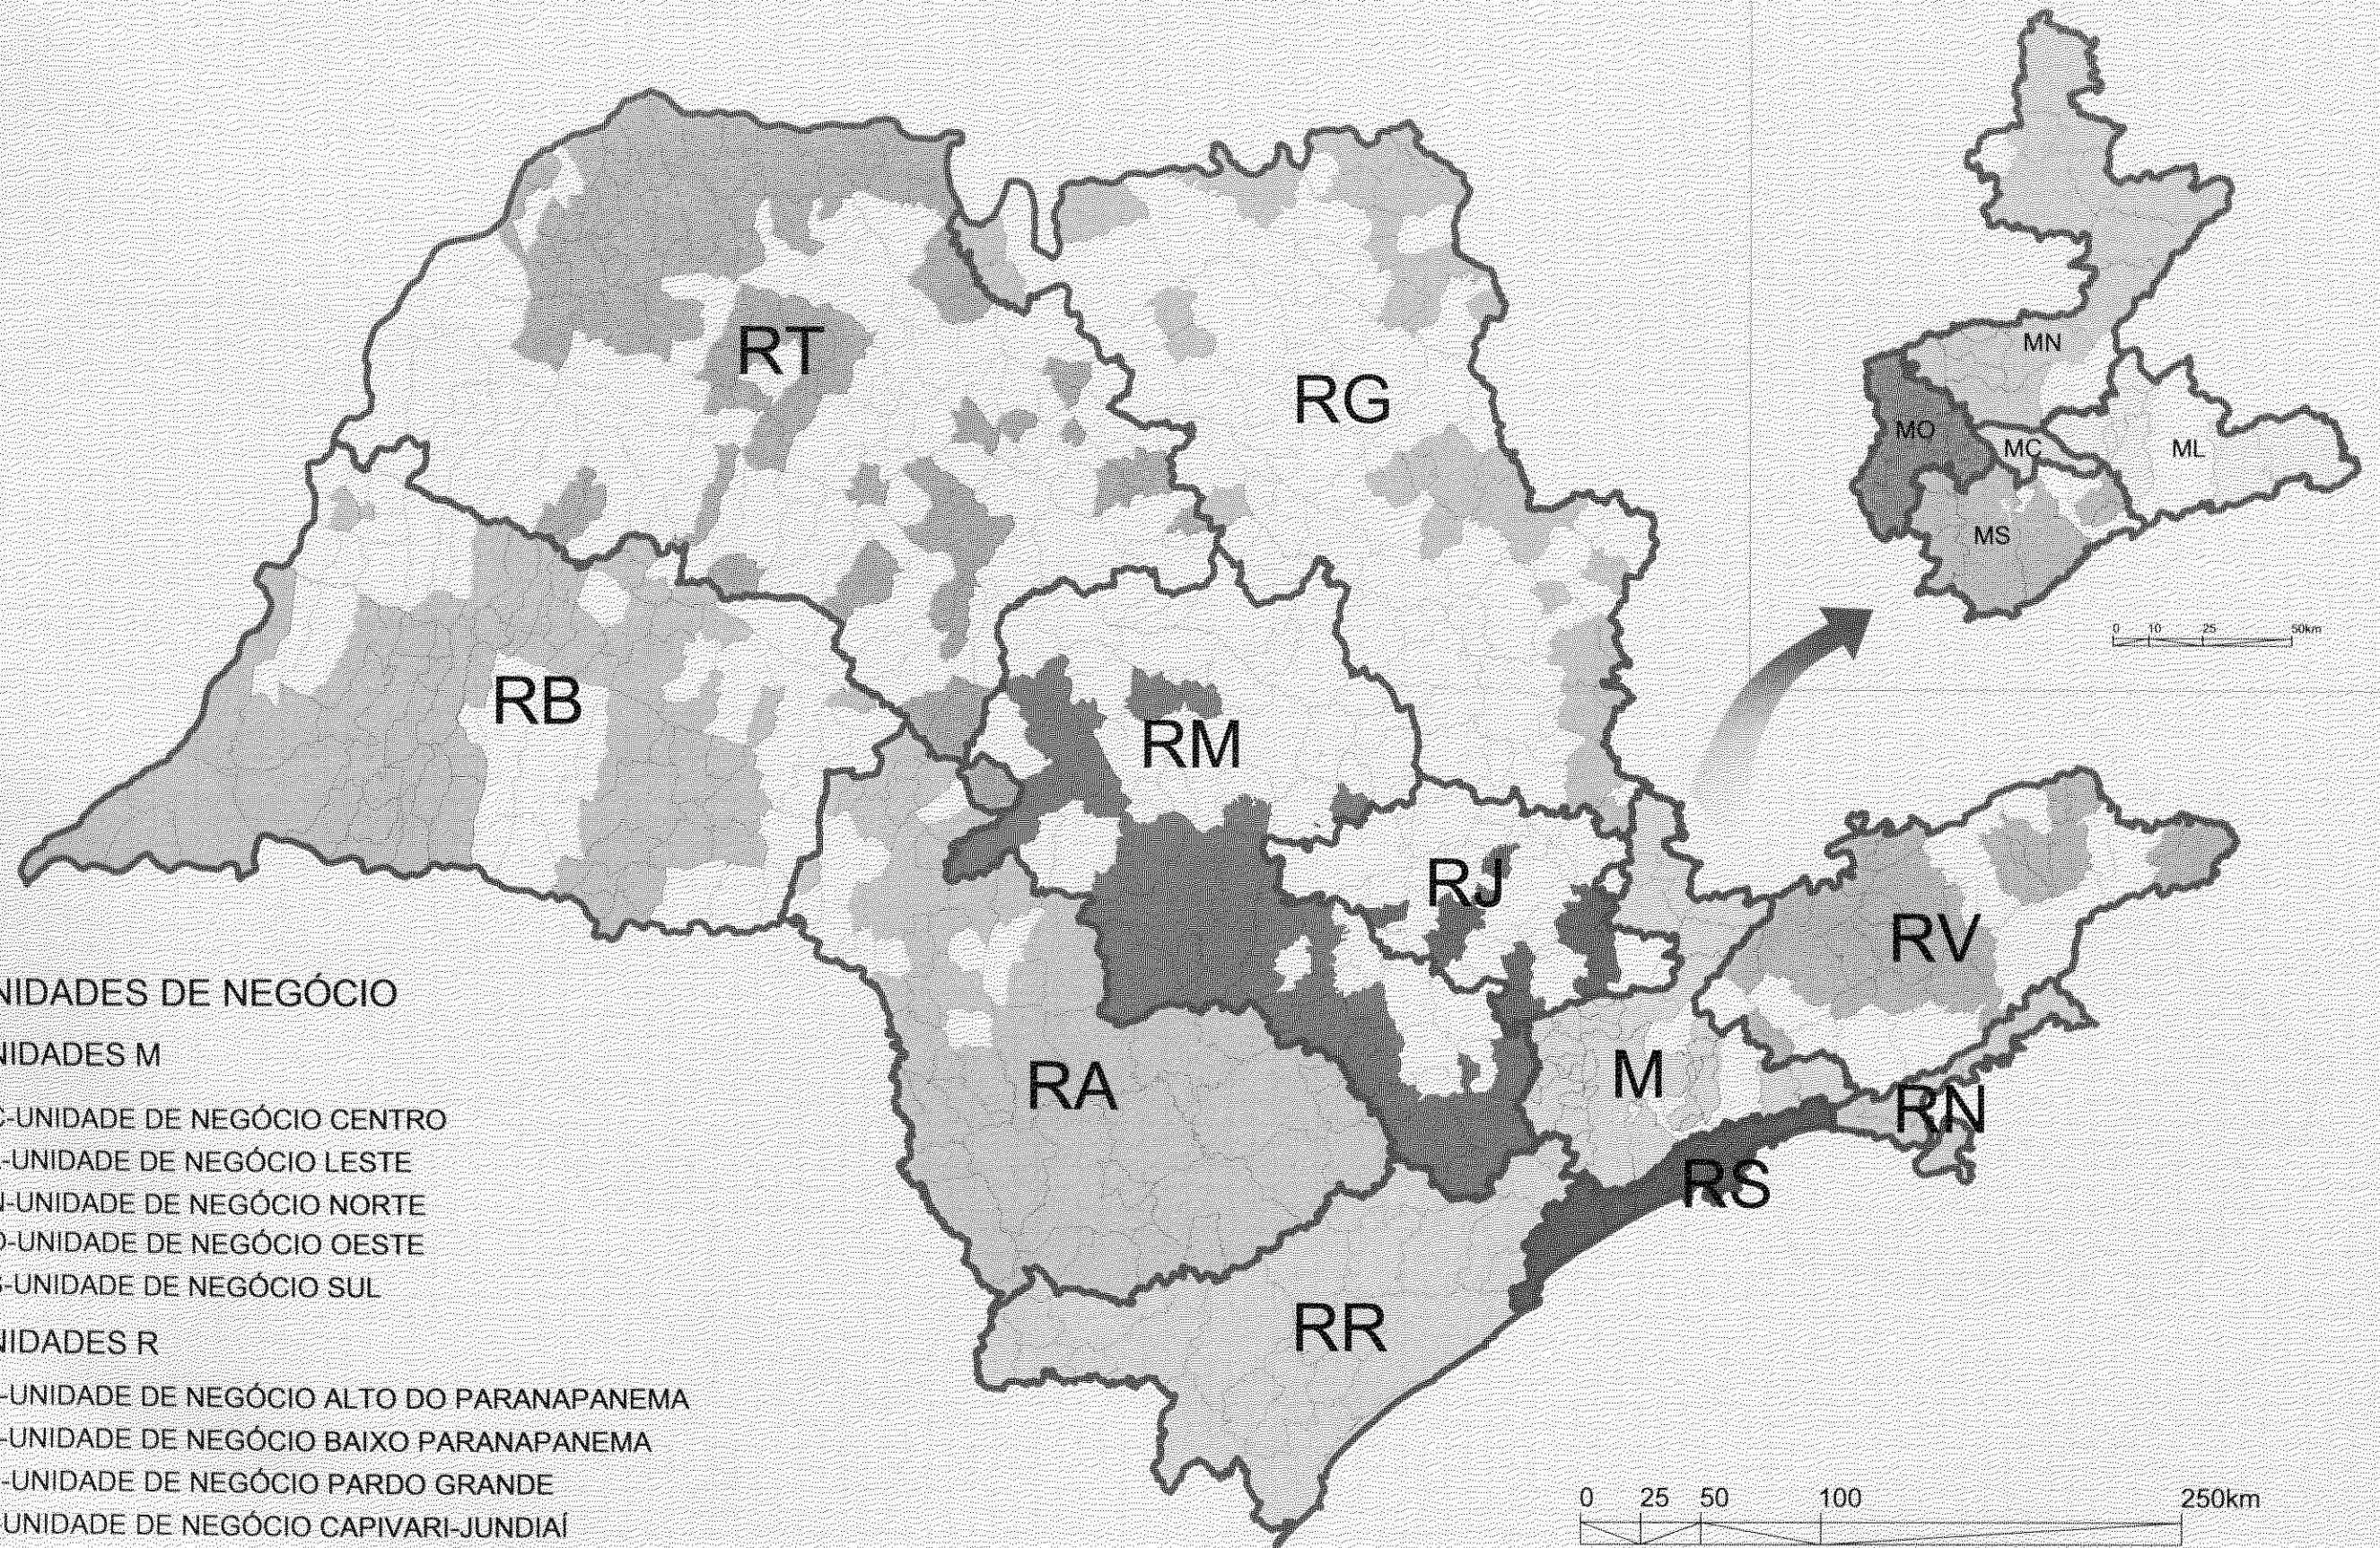 NIDADES DE NEGÓCIO
NIDADES M
C-UNIDADE DE NEGÓCIO CENTRO
-UNIDADE DE NEGÓCIO LESTE
N-UNIDADE DE NEGÓCIO NORTE
O-UNIDADE DE NEGÓCIO OESTE
S-UNIDADE DE NEGÓCIO SUL
NIDADES R
-UNIDADE DE NEGÓCIO ALTO DO PARANAPANEMA
-UNIDADE DE NEGÓCIO BAIXO PARANAPANEMA
-UNIDADE DE NEGÓCIO PARDO GRANDE
-UNIDADE DE NEGÓCIO CAPIVARI-JUNDIAÍ
RT
RG
RB
RM
RJ
RV
RA
M
RN
RS
RR
MN
MO
MC
ML
MS
0 10 25 50km
0 25 50 100 250km